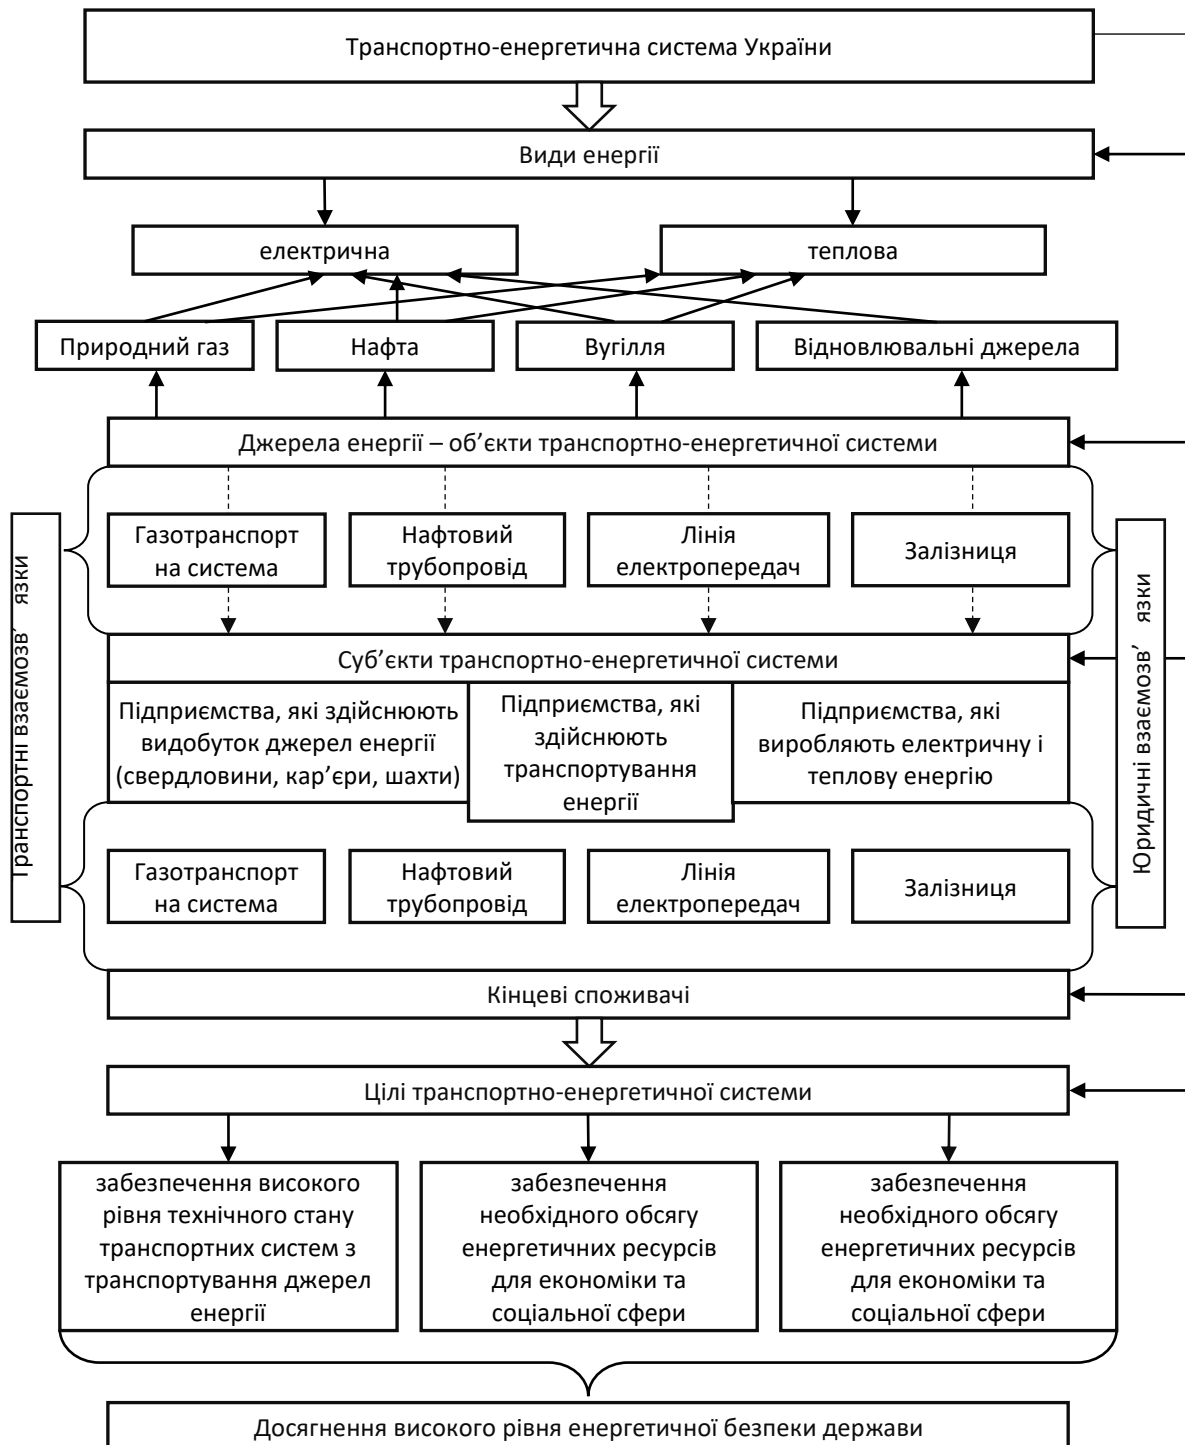 Транспортно-енергетична система України
Види енергії
електрична
теплова
Природний газ
Нафта
Вугілля
Відновлювальні джерела
Джерела енергії – об’єкти транспортно-енергетичної системи
Газотранспорт
на система
Нафтовий
трубопровід
Лінія
електропередач
Залізниця
Транспортні взаємозв’ язки
Юридичні взаємозв’ язки
Суб’єкти транспортно-енергетичної системи
Підприємства, які здійснюють
видобуток джерел енергії
(свердловини, кар’єри, шахти)
Підприємства, які
здійснюють
транспортування
енергії
Підприємства, які
виробляють електричну і
теплову енергію
Газотранспорт
на система
Нафтовий
трубопровід
Лінія
електропередач
Залізниця
Кінцеві споживачі
Цілі транспортно-енергетичної системи
забезпечення високого
рівня технічного стану
транспортних систем з
транспортування джерел
енергії
забезпечення
необхідного обсягу
енергетичних ресурсів
для економіки та
соціальної сфери
забезпечення
необхідного обсягу
енергетичних ресурсів
для економіки та
соціальної сфери
Досягнення високого рівня енергетичної безпеки держави